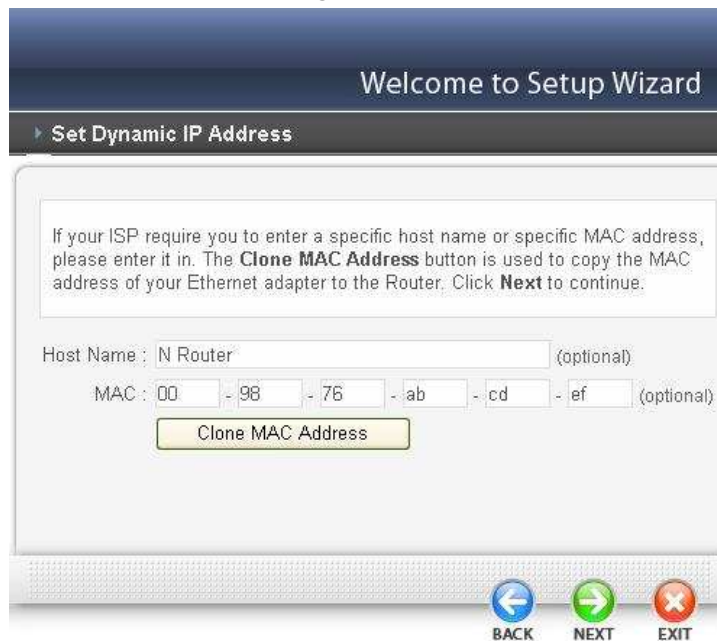 Welcome to Setup Wizard
Set Dynamic IP Address
If your ISP require you to enter a specific host name or specific MAC address,
please enter it in. The Clone MAC Address button is used to copy the MAC
address of your Ethernet adapter to the Router. Click Next to continue.
Host Name : N Router (optional)
MAC : 00 - 98 - 76 - ab - cd - ef (optional)
Clone MAC Address
BACK NEXT EXIT